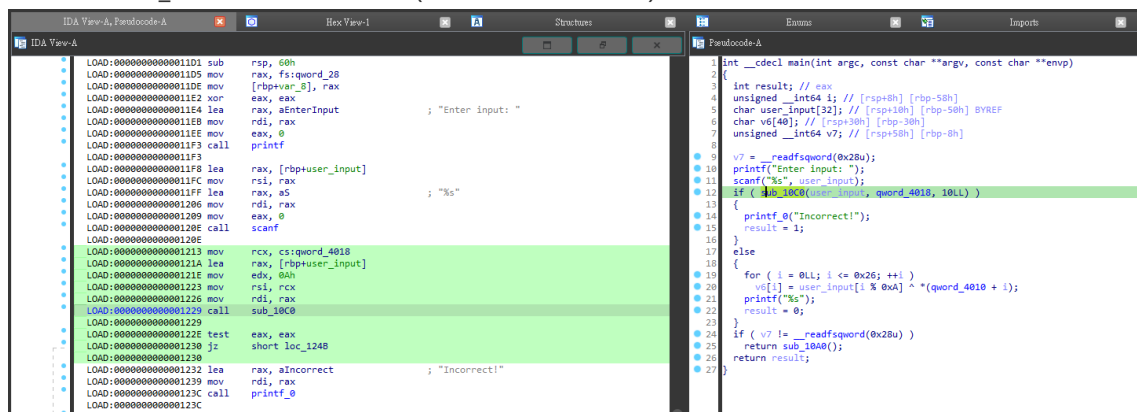 IDA View-A, Pseudocode-A
Hex View-1
Structures
Enums
Imports
IDA View-A
LOAD:00000000000011D1 sub rsp, 60h
LOAD:00000000000011D5 mov rax, fs:qword_28
LOAD:00000000000011DE mov [rbp+var_8], rax
LOAD:00000000000011E2 xor eax, eax
LOAD:00000000000011E4 lea rax, aEnterInput ; "Enter input: "
LOAD:00000000000011EB mov rdi, rax
LOAD:00000000000011EE mov eax, 0
LOAD:00000000000011F3 call printf
LOAD:00000000000011F3
LOAD:00000000000011F8 lea rax, [rbp+user_input]
LOAD:00000000000011FC mov rsi, rax
LOAD:00000000000011FF lea rax, aS ; "%s"
LOAD:0000000000001206 mov rdi, rax
LOAD:0000000000001209 mov eax, 0
LOAD:000000000000120E call scanf
LOAD:000000000000120E
LOAD:0000000000001213 mov rcx, cs:qword_4018
LOAD:000000000000121A lea rax, [rbp+user_input]
LOAD:000000000000121E mov edx, 0Ah
LOAD:0000000000001223 mov rsi, rcx
LOAD:0000000000001226 mov rdi, rax
LOAD:0000000000001229 call sub_10C0
LOAD:0000000000001229
LOAD:000000000000122E test eax, eax
LOAD:0000000000001230 jz short loc_124B
LOAD:0000000000001230
LOAD:0000000000001232 lea rax, aIncorrect ; "Incorrect!"
LOAD:0000000000001239 mov rdi, rax
LOAD:000000000000123C call printf_0
LOAD:000000000000123C
Pseudocode-A
1 int __cdecl main(int argc, const char **argv, const char **envp)
2 {
3 int result; // eax
4 unsigned __int64 i; // [rsp+8h] [rbp-58h]
5 char user_input[32]; // [rsp+10h] [rbp-50h] BYREF
6 char v6[40]; // [rsp+30h] [rbp-30h]
7 unsigned __int64 v7; // [rsp+58h] [rbp-8h]
8
9 v7 = __readfsqword(0x28u);
10 printf("Enter input: ");
11 scanf("%s", user_input);
12 if ( sub_10C0(user_input, qword_4018, 10LL) )
13 {
14 printf_0("Incorrect!");
15 result = 1;
16 }
17 else
18 {
19 for ( i = 0LL; i <= 0x26; ++i )
20 v6[i] = user_input[i % 0xA] ^ *(qword_4010 + i);
21 printf("%s");
22 result = 0;
23 }
24 if ( v7 != __readfsqword(0x28u) )
25 return sub_10A0();
26 return result;
27 }